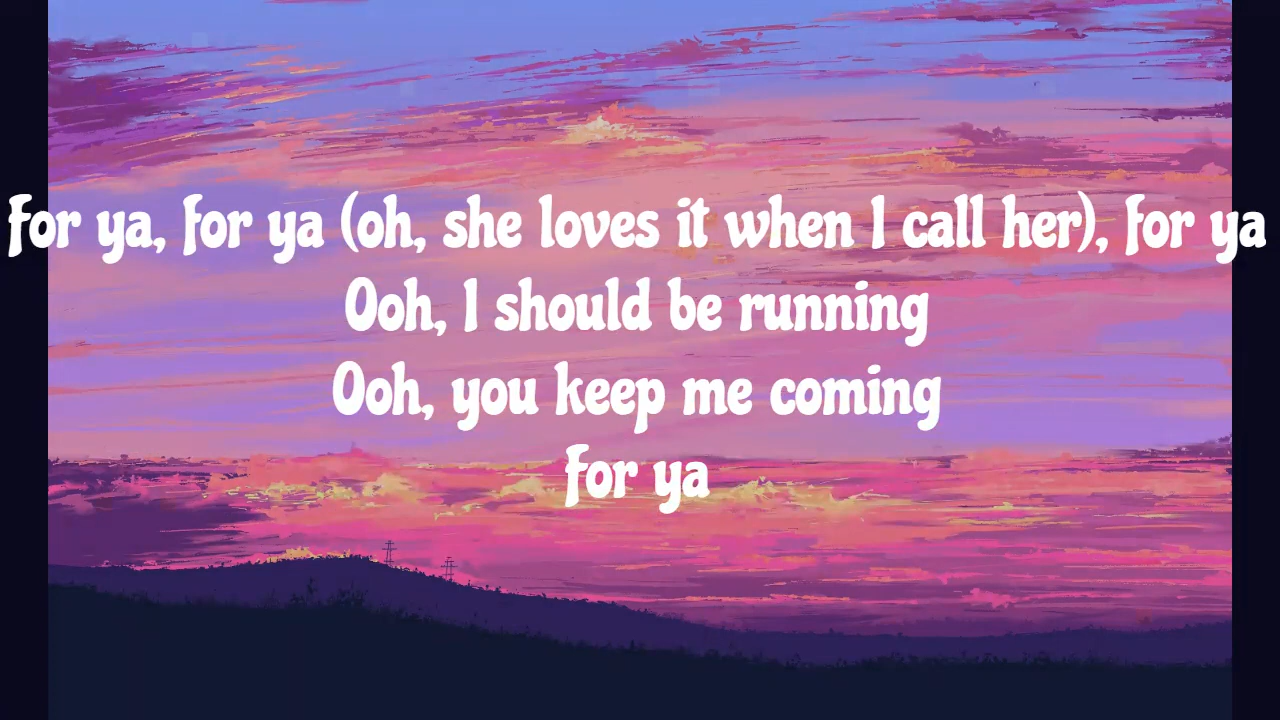 For ya, for ya (oh, she loves it when I call her), for ya
Ooh, I should be running
Ooh, you keep me coming
For ya